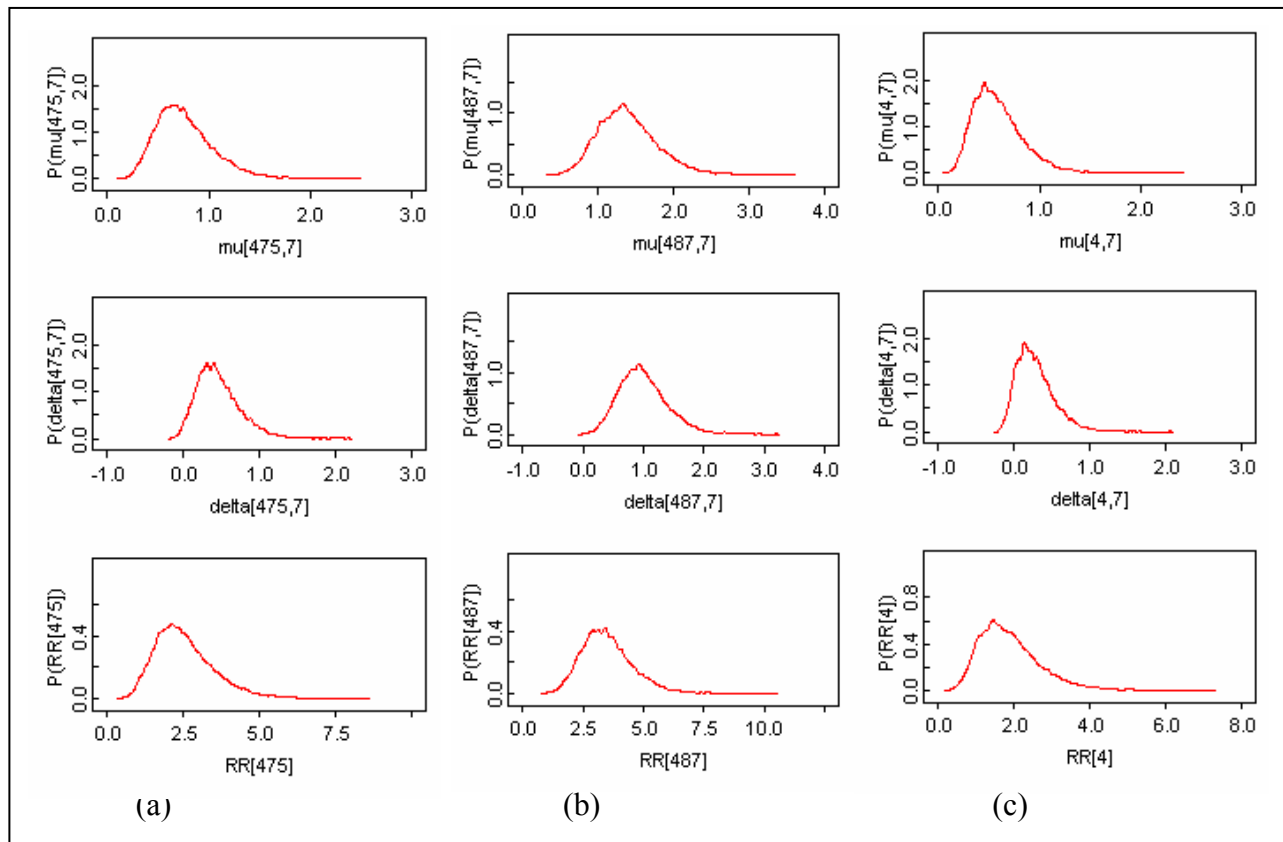 P(mu[475,7])
0.0 1.0 2.0
0.0 1.0 2.0 3.0
mu[475,7]
P(mu[487,7])
0.0 1.0
0.0 1.0 2.0 3.0 4.0
mu[487,7]
P(mu[4,7])
0.0 1.0 2.0
0.0 1.0 2.0 3.0
mu[4,7]
P(delta[475,7])
0.0 1.0 2.0
-1.0 0.0 1.0 2.0 3.0
delta[475,7]
P(delta[487,7])
0.0 1.0
-1.0 0.0 1.0 2.0 3.0 4.0
delta[487,7]
P(delta[4,7])
0.0 1.0 2.0
-1.0 0.0 1.0 2.0 3.0
delta[4,7]
P(RR[475])
0.0 0.4
0.0 2.5 5.0 7.5
RR[475]
P(RR[487])
0.0 0.4
0.0 2.5 5.0 7.5 10.0
RR[487]
P(RR[4])
0.0 0.4 0.8
0.0 2.0 4.0 6.0 8.0
RR[4]
(a) (b) (c)